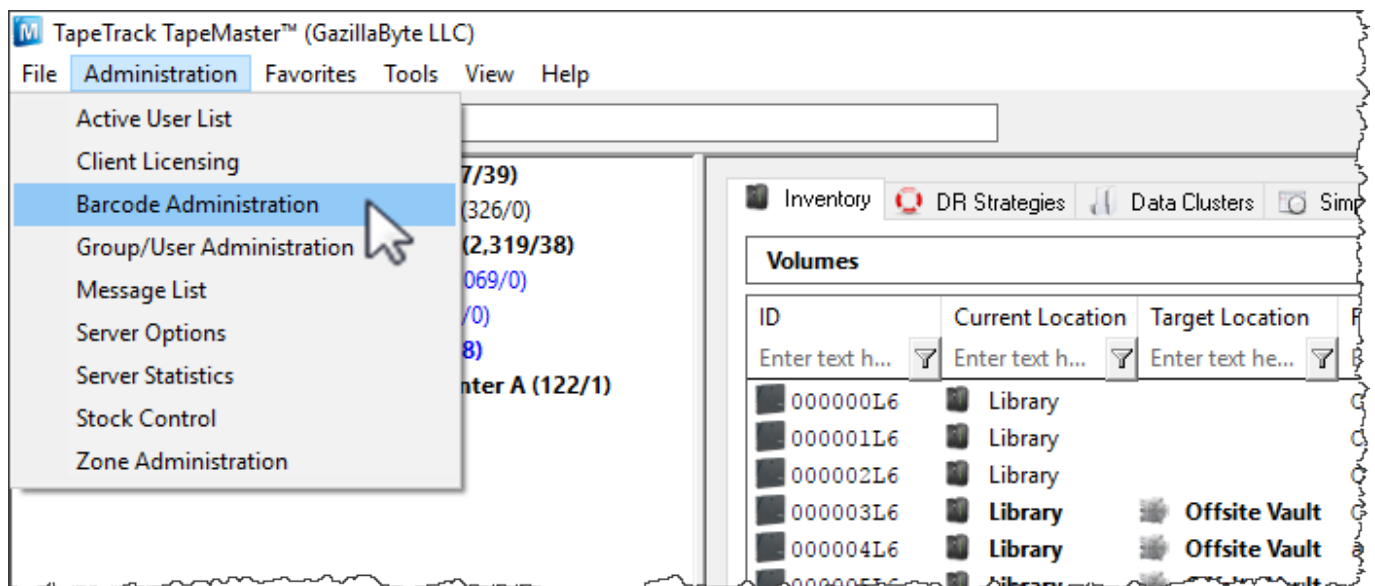 TapeTrack TapeMaster™ (GazillaByte LLC)
File Administration Favorites Tools View Help
Active User List
Client Licensing
Barcode Administration
Group/User Administration
Message List
Server Options
Server Statistics
Stock Control
Zone Administration
7/39)
(326/0)
(2,319/38)
069/0)
/0)
8)
nter A (122/1)
Inventory DR Strategies Data Clusters Simp
Volumes
ID Current Location Target Location
Enter text h... Enter text h... Enter text he...
000000L6 Library
000001L6 Library
000002L6 Library
000003L6 Library Offsite Vault
000004L6 Library Offsite Vault